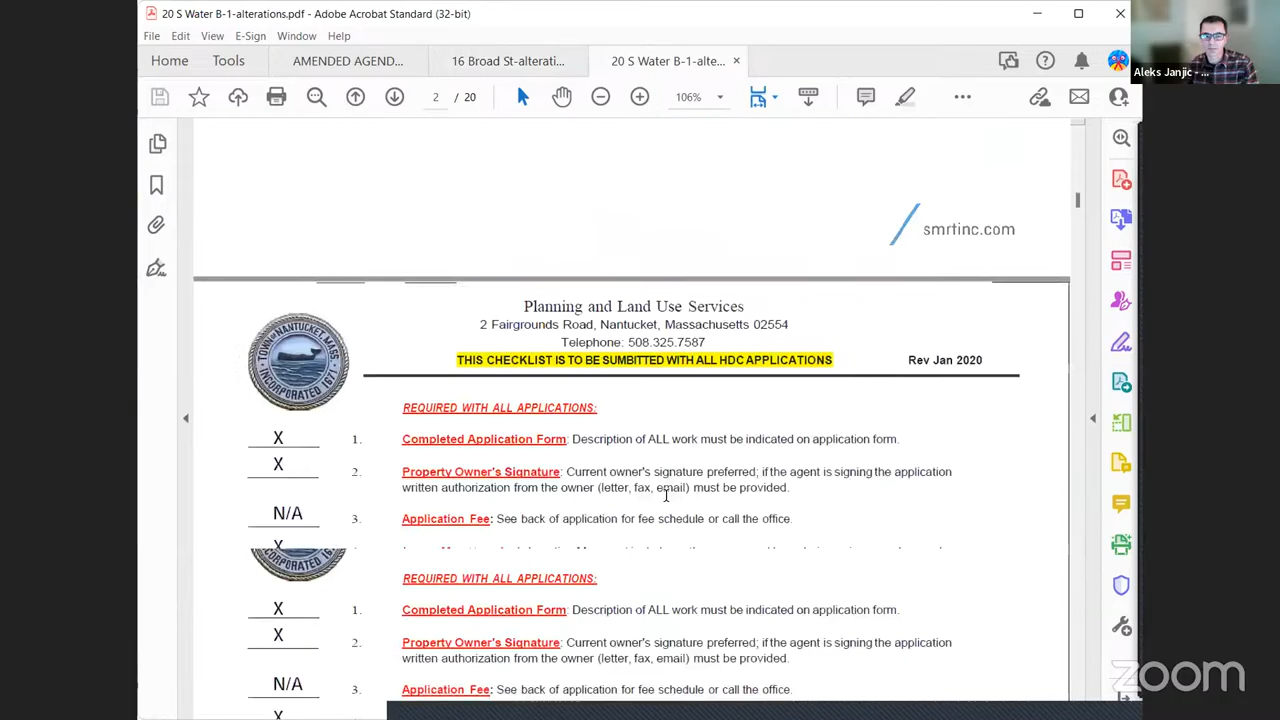 20 S Water B-1-alterations.pdf - Adobe Acrobat Standard (32-bit)
File Edit View E-Sign Window Help
Home Tools AMENDED AGEND... 16 Broad St-alterati... 20 S Water B-1-alte... ×
2 / 20 106%
Aleks Janjic - ...
smrtinc.com
Planning and Land Use Services
2 Fairgrounds Road, Nantucket, Massachusetts 02554
Telephone: 508.325.7587
THIS CHECKLIST IS TO BE SUMBITTED WITH ALL HDC APPLICATIONS Rev Jan 2020
TOWN OF NANTUCKET MASS
INCORPORATED 1671
REQUIRED WITH ALL APPLICATIONS:
X 1. Completed Application Form: Description of ALL work must be indicated on application form.
X 2. Property Owner's Signature: Current owner's signature preferred; if the agent is signing the application
written authorization from the owner (letter, fax, email) must be provided.
N/A 3. Application Fee: See back of application for fee schedule or call the office.
X
INCORPORATED 1671
REQUIRED WITH ALL APPLICATIONS:
X 1. Completed Application Form: Description of ALL work must be indicated on application form.
X 2. Property Owner's Signature: Current owner's signature preferred; if the agent is signing the application
written authorization from the owner (letter, fax, email) must be provided.
N/A 3. Application Fee: See back of application for fee schedule or call the office.
X
zoom